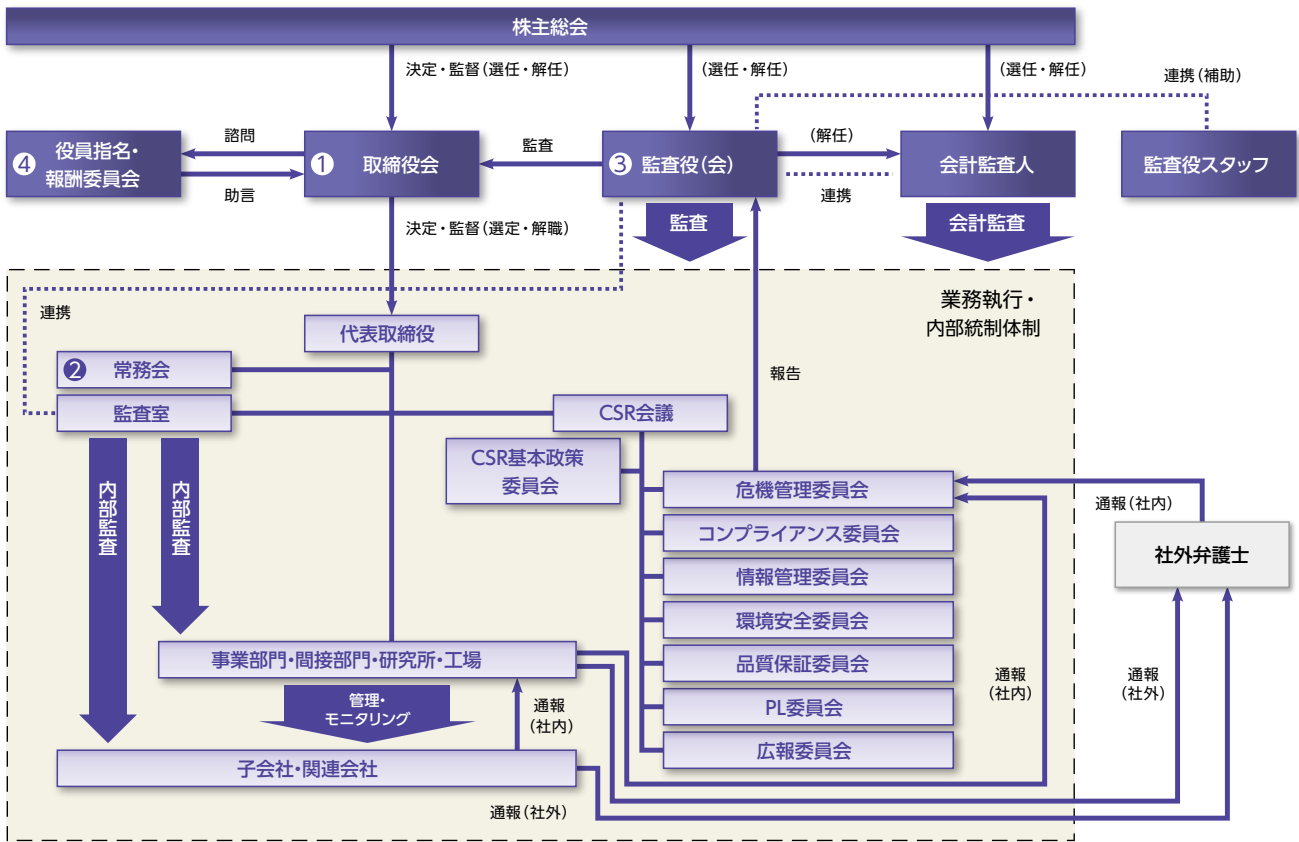 株主総会
決定・監督（選任・解任）
（選任・解任）
（選任・解任）
連携（補助）
④ 役員指名・
報酬委員会
諮問
助言
① 取締役会
監査
③ 監査役（会）
（解任）
連携
会計監査人
監査役スタッフ
決定・監督（選定・解職）
監査
会計監査
業務執行・
内部統制体制
連携
代表取締役
② 常務会
監査室
CSR会議
報告
CSR基本政策
委員会
危機管理委員会
コンプライアンス委員会
情報管理委員会
環境安全委員会
品質保証委員会
PL委員会
広報委員会
通報（社内）
社外弁護士
内部監査
内部監査
事業部門・間接部門・研究所・工場
管理・
モニタリング
通報
（社内）
通報
（社内）
通報
（社外）
子会社・関連会社
通報（社外）